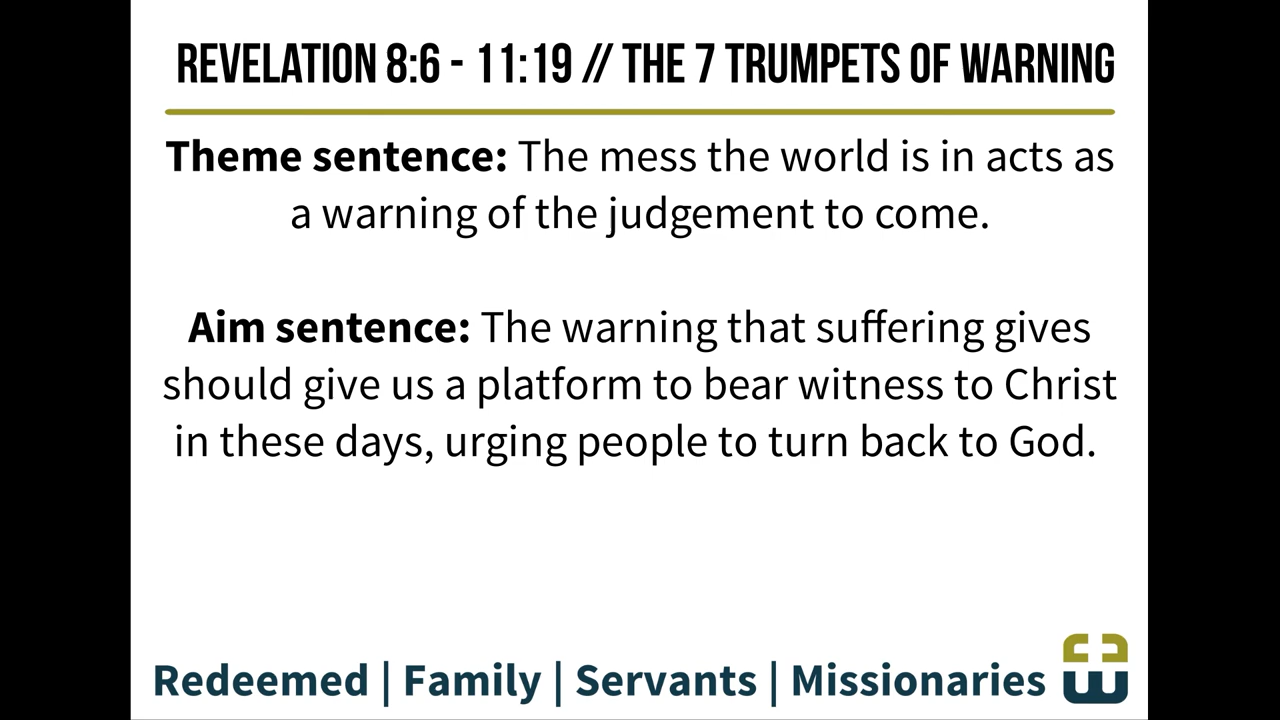 REVELATION 8:6 - 11:19 // THE 7 TRUMPETS OF WARNING
Theme sentence: The mess the world is in acts as
a warning of the judgement to come.
Aim sentence: The warning that suffering gives
should give us a platform to bear witness to Christ
in these days, urging people to turn back to God.
Redeemed | Family | Servants | Missionaries